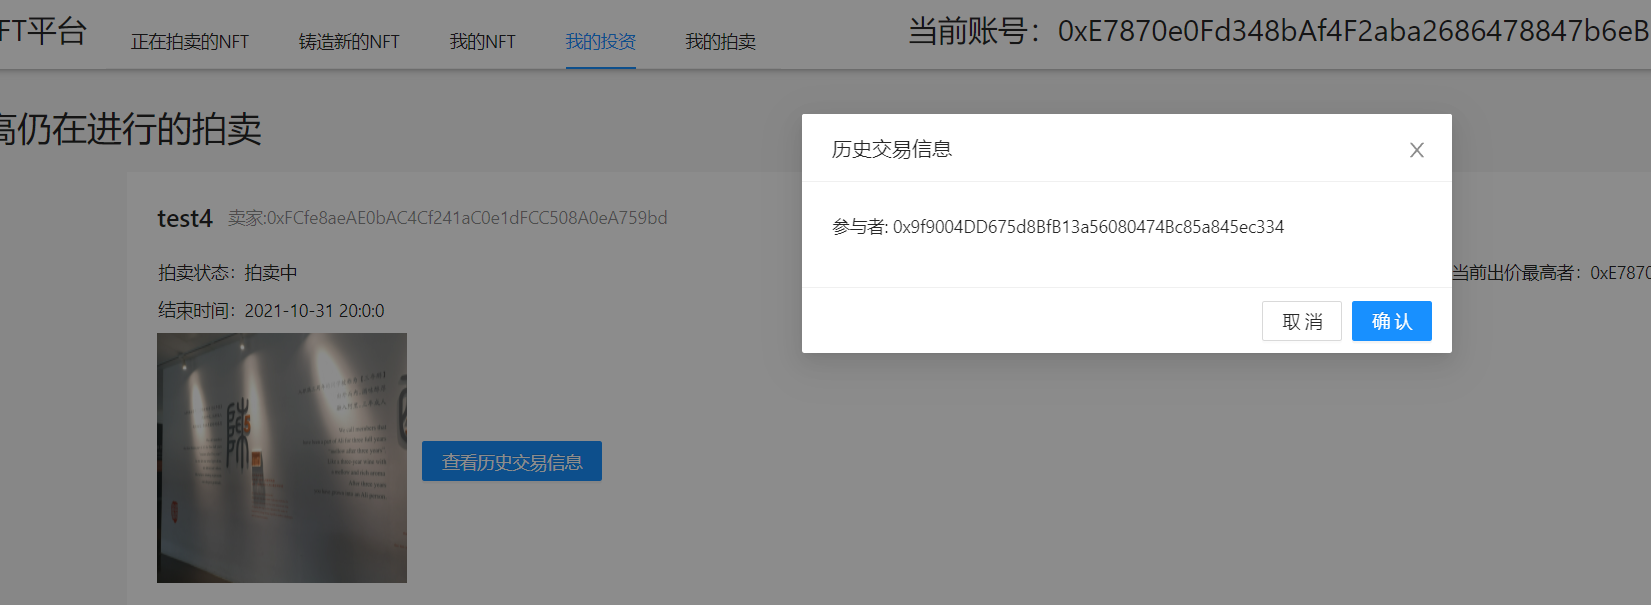 FT平台
正在拍卖的NFT
铸造新的NFT
我的NFT
我的投资
我的拍卖
当前账号：0xE7870e0Fd348bAf4F2aba2686478847b6eB
高仍在进行的拍卖
历史交易信息
参与者: 0x9f9004DD675d8BfB13a56080474Bc85a845ec334
取 消
确 认
test4 卖家:0xFCfe8aeAE0bAC4Cf241aC0e1dFCC508A0eA759bd
拍卖状态：拍卖中
当前出价最高者：0xE7870
结束时间：2021-10-31 20:0:0
陳
查看历史交易信息